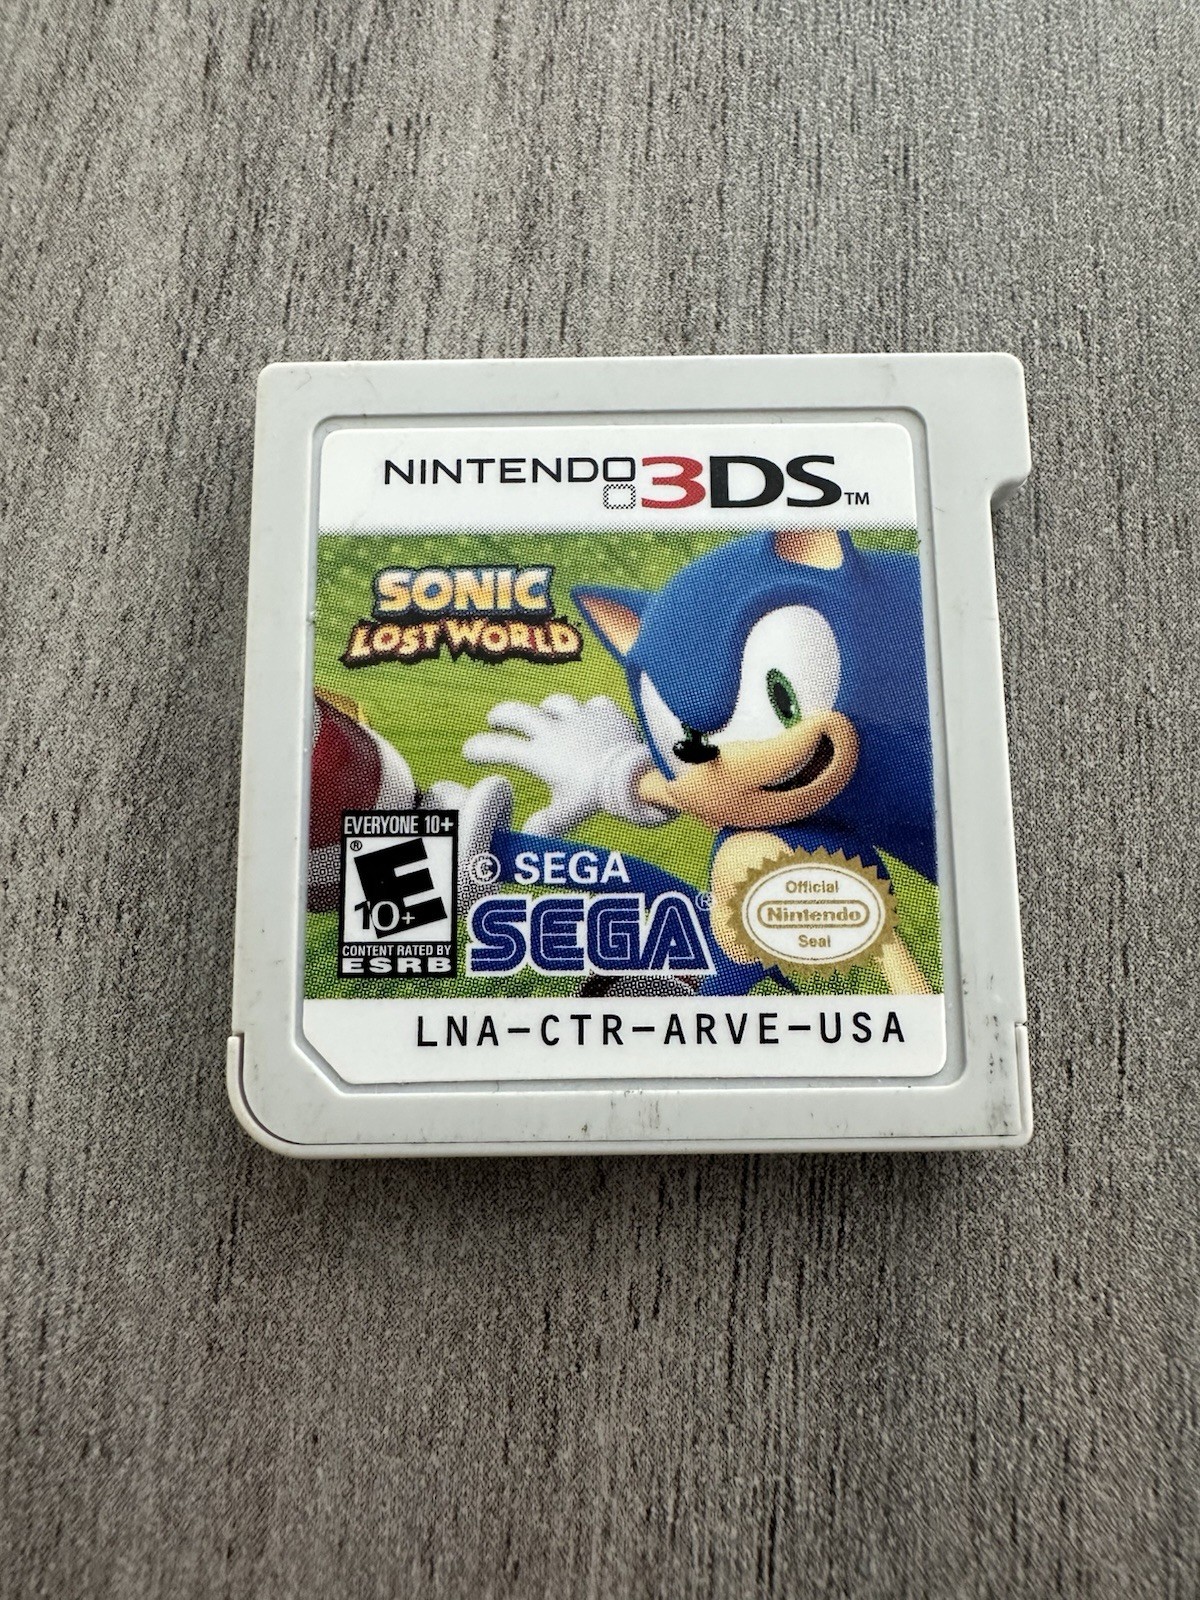 NINTENDO 3DS™
SONIC
LOST WORLD
EVERYONE 10+
®
E
10+
CONTENT RATED BY
ESRB
© SEGA
SEGA®
Official
Nintendo
Seal
LNA-CTR-ARVE-USA